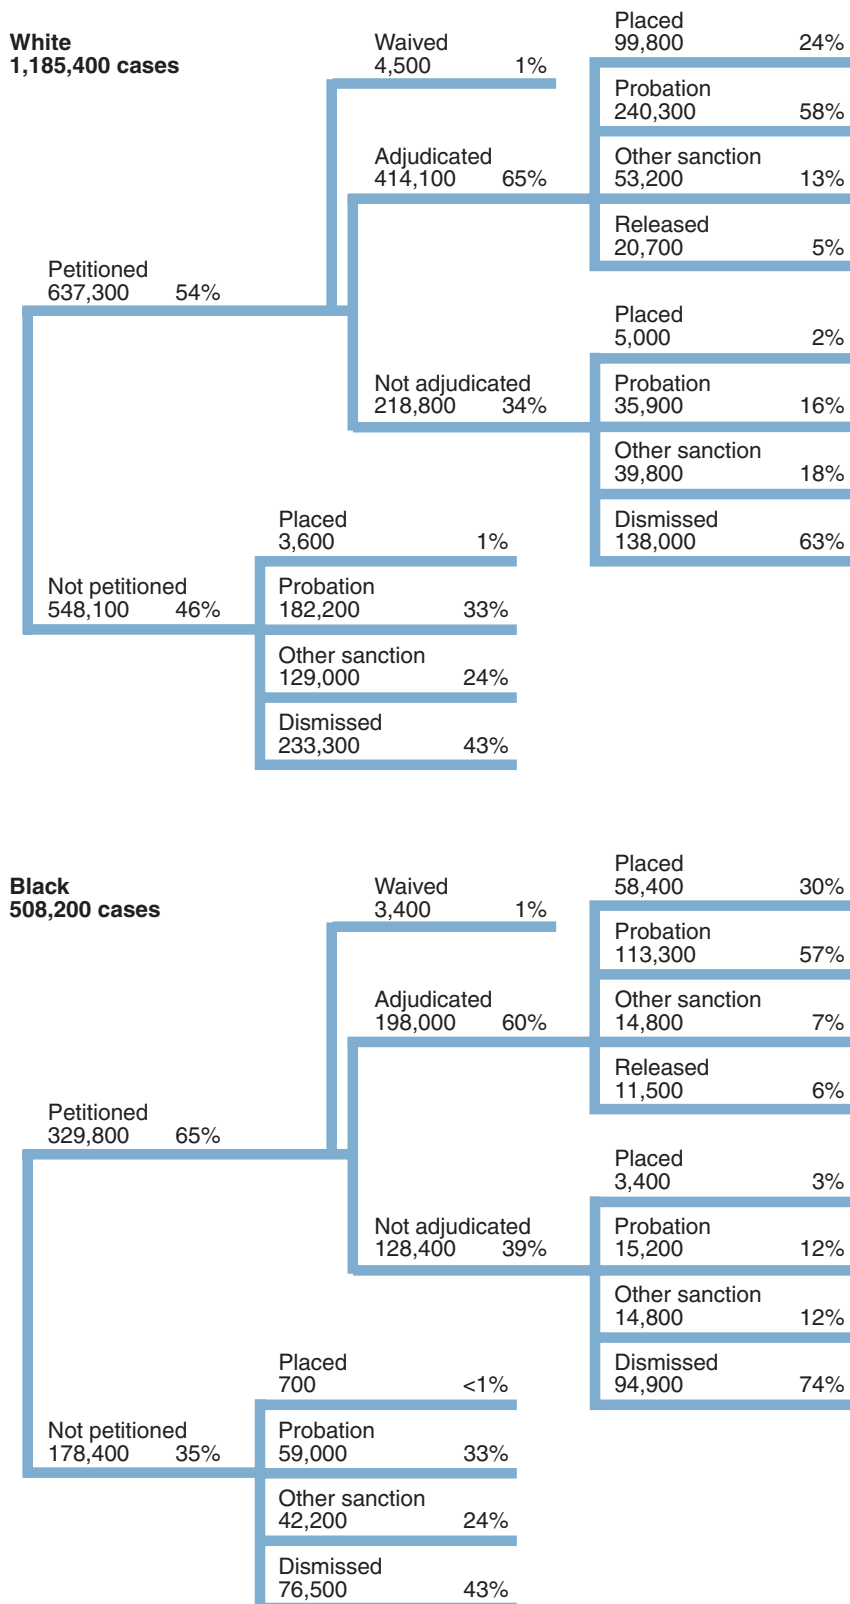 White
1,185,400 cases
Waived
4,500 1%
Placed
99,800 24%
Probation
240,300 58%
Adjudicated
414,100 65%
Other sanction
53,200 13%
Released
20,700 5%
Petitioned
637,300 54%
Placed
5,000 2%
Not adjudicated
218,800 34%
Probation
35,900 16%
Other sanction
39,800 18%
Dismissed
138,000 63%
Placed
3,600 1%
Not petitioned
548,100 46%
Probation
182,200 33%
Other sanction
129,000 24%
Dismissed
233,300 43%
Black
508,200 cases
Waived
3,400 1%
Placed
58,400 30%
Probation
113,300 57%
Adjudicated
198,000 60%
Other sanction
14,800 7%
Released
11,500 6%
Petitioned
329,800 65%
Placed
3,400 3%
Not adjudicated
128,400 39%
Probation
15,200 12%
Other sanction
14,800 12%
Dismissed
94,900 74%
Placed
700 <1%
Not petitioned
178,400 35%
Probation
59,000 33%
Other sanction
42,200 24%
Dismissed
76,500 43%